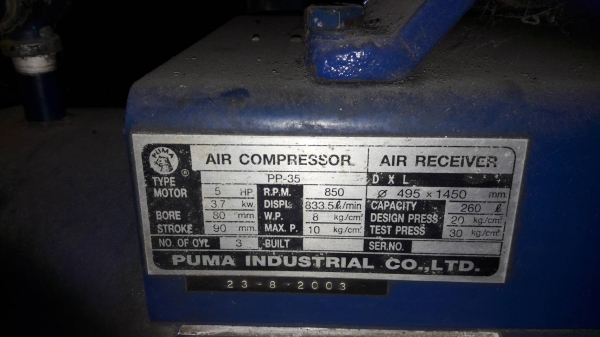 PUMA
AIR COMPRESSOR AIR RECEIVER
TYPE PP-35 D X L
MOTOR 5 HP R.P.M. 850 ø 495 x 1450 mm
3.7 kw. DISPL. 833.5 ℓ/min CAPACITY 260 ℓ
BORE 80 mm W.P. 8 kg/cm² DESIGN PRESS 20 kg/cm²
STROKE 90 mm MAX. P. 10 kg/cm² TEST PRESS 30 kg/cm²
NO. OF CYL 3 BUILT SER.NO.
PUMA INDUSTRIAL CO.,LTD.
23-8-2003